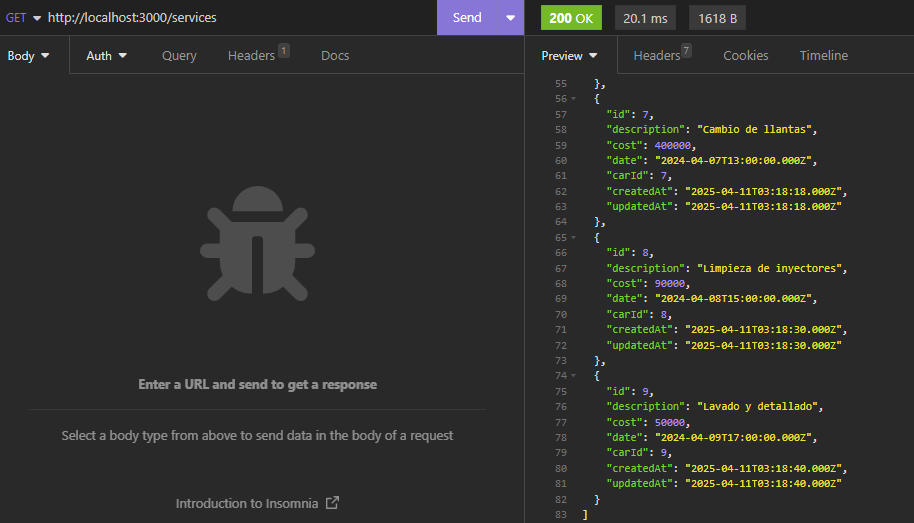 GET http://localhost:3000/services Send
200 OK 20.1 ms 1618 B
Body Auth Query Headers 1 Docs
Preview Headers 7 Cookies Timeline
Enter a URL and send to get a response
Select a body type from above to send data in the body of a request
Introduction to Insomnia
55 },
56 {
57 "id": 7,
58 "description": "Cambio de llantas",
59 "cost": 400000,
60 "date": "2024-04-07T13:00:00.000Z",
61 "carId": 7,
62 "createdAt": "2025-04-11T03:18:18.000Z",
63 "updatedAt": "2025-04-11T03:18:18.000Z"
64 },
65 {
66 "id": 8,
67 "description": "Limpieza de inyectores",
68 "cost": 90000,
69 "date": "2024-04-08T15:00:00.000Z",
70 "carId": 8,
71 "createdAt": "2025-04-11T03:18:30.000Z",
72 "updatedAt": "2025-04-11T03:18:30.000Z"
73 },
74 {
75 "id": 9,
76 "description": "Lavado y detallado",
77 "cost": 50000,
78 "date": "2024-04-09T17:00:00.000Z",
79 "carId": 9,
80 "createdAt": "2025-04-11T03:18:40.000Z",
81 "updatedAt": "2025-04-11T03:18:40.000Z"
82 }
83 ]